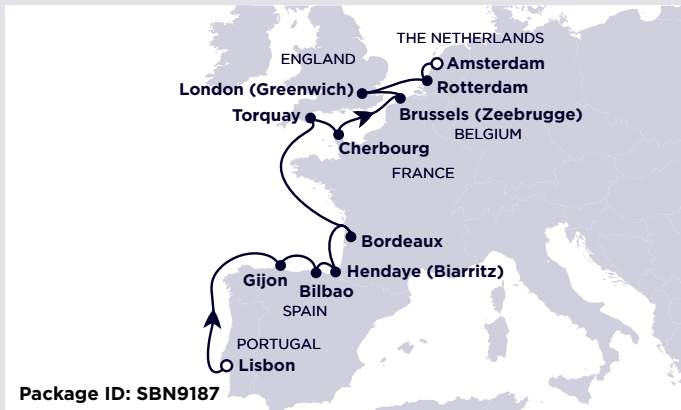 THE NETHERLANDS
ENGLAND
Amsterdam
London (Greenwich)
Rotterdam
Torquay
Brussels (Zeebrugge)
BELGIUM
Cherbourg
FRANCE
Bordeaux
Hendaye (Biarritz)
Gijon
Bilbao
SPAIN
PORTUGAL
Lisbon
Package ID: SBN9187